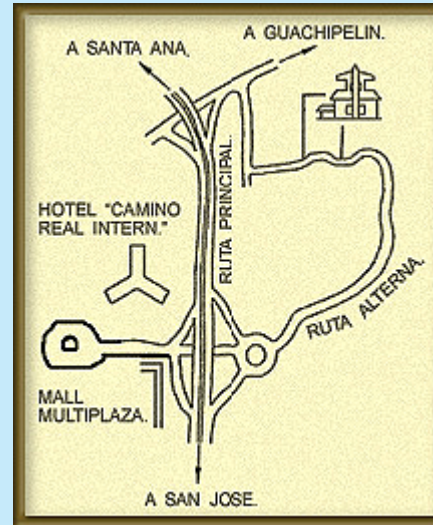 A GUACHIPELIN.
A SANTA ANA,
RUTA PRINCIPAL.
HOTEL "CAMINO
REAL INTERN."
RUTA ALTERNA.
MALL
MULTIPLAZA.
A SAN JOSE.